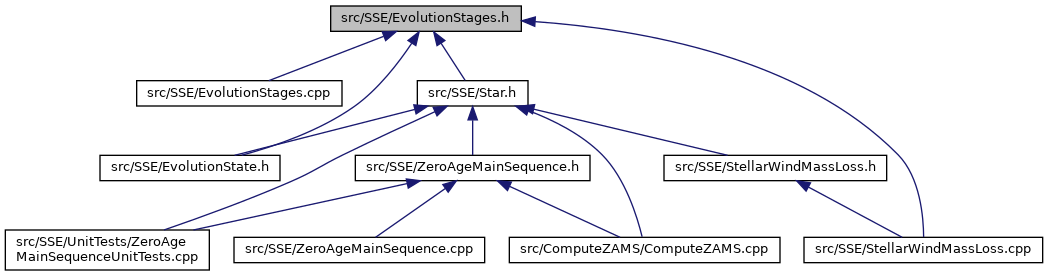 src/SSE/EvolutionStages.h
src/SSE/EvolutionStages.cpp
src/SSE/Star.h
src/SSE/EvolutionState.h
src/SSE/ZeroAgeMainSequence.h
src/SSE/StellarWindMassLoss.h
src/SSE/UnitTests/ZeroAge
MainSequenceUnitTests.cpp
src/SSE/ZeroAgeMainSequence.cpp
src/ComputeZAMS/ComputeZAMS.cpp
src/SSE/StellarWindMassLoss.cpp